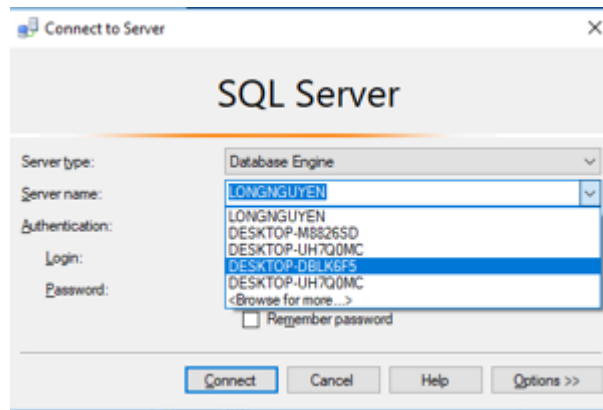 Connect to Server
SQL Server
Server type: Database Engine
Server name: LONGNGUYEN
LONGNGUYEN
Authentication: DESKTOP-M8826SD
DESKTOP-UH7Q0MC
Login: DESKTOP-DBLK6F5
Password: DESKTOP-UH7Q0MC
<Browse for more...>
Remember password
Connect Cancel Help Options >>